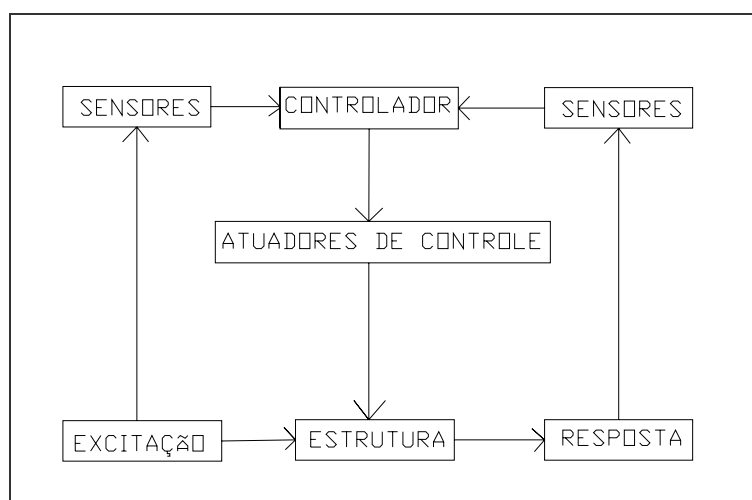 SENSORES
CONTROLADOR
SENSORES
ATUADORES DE CONTROLE
EXCITAÇÃO
ESTRUTURA
RESPOSTA